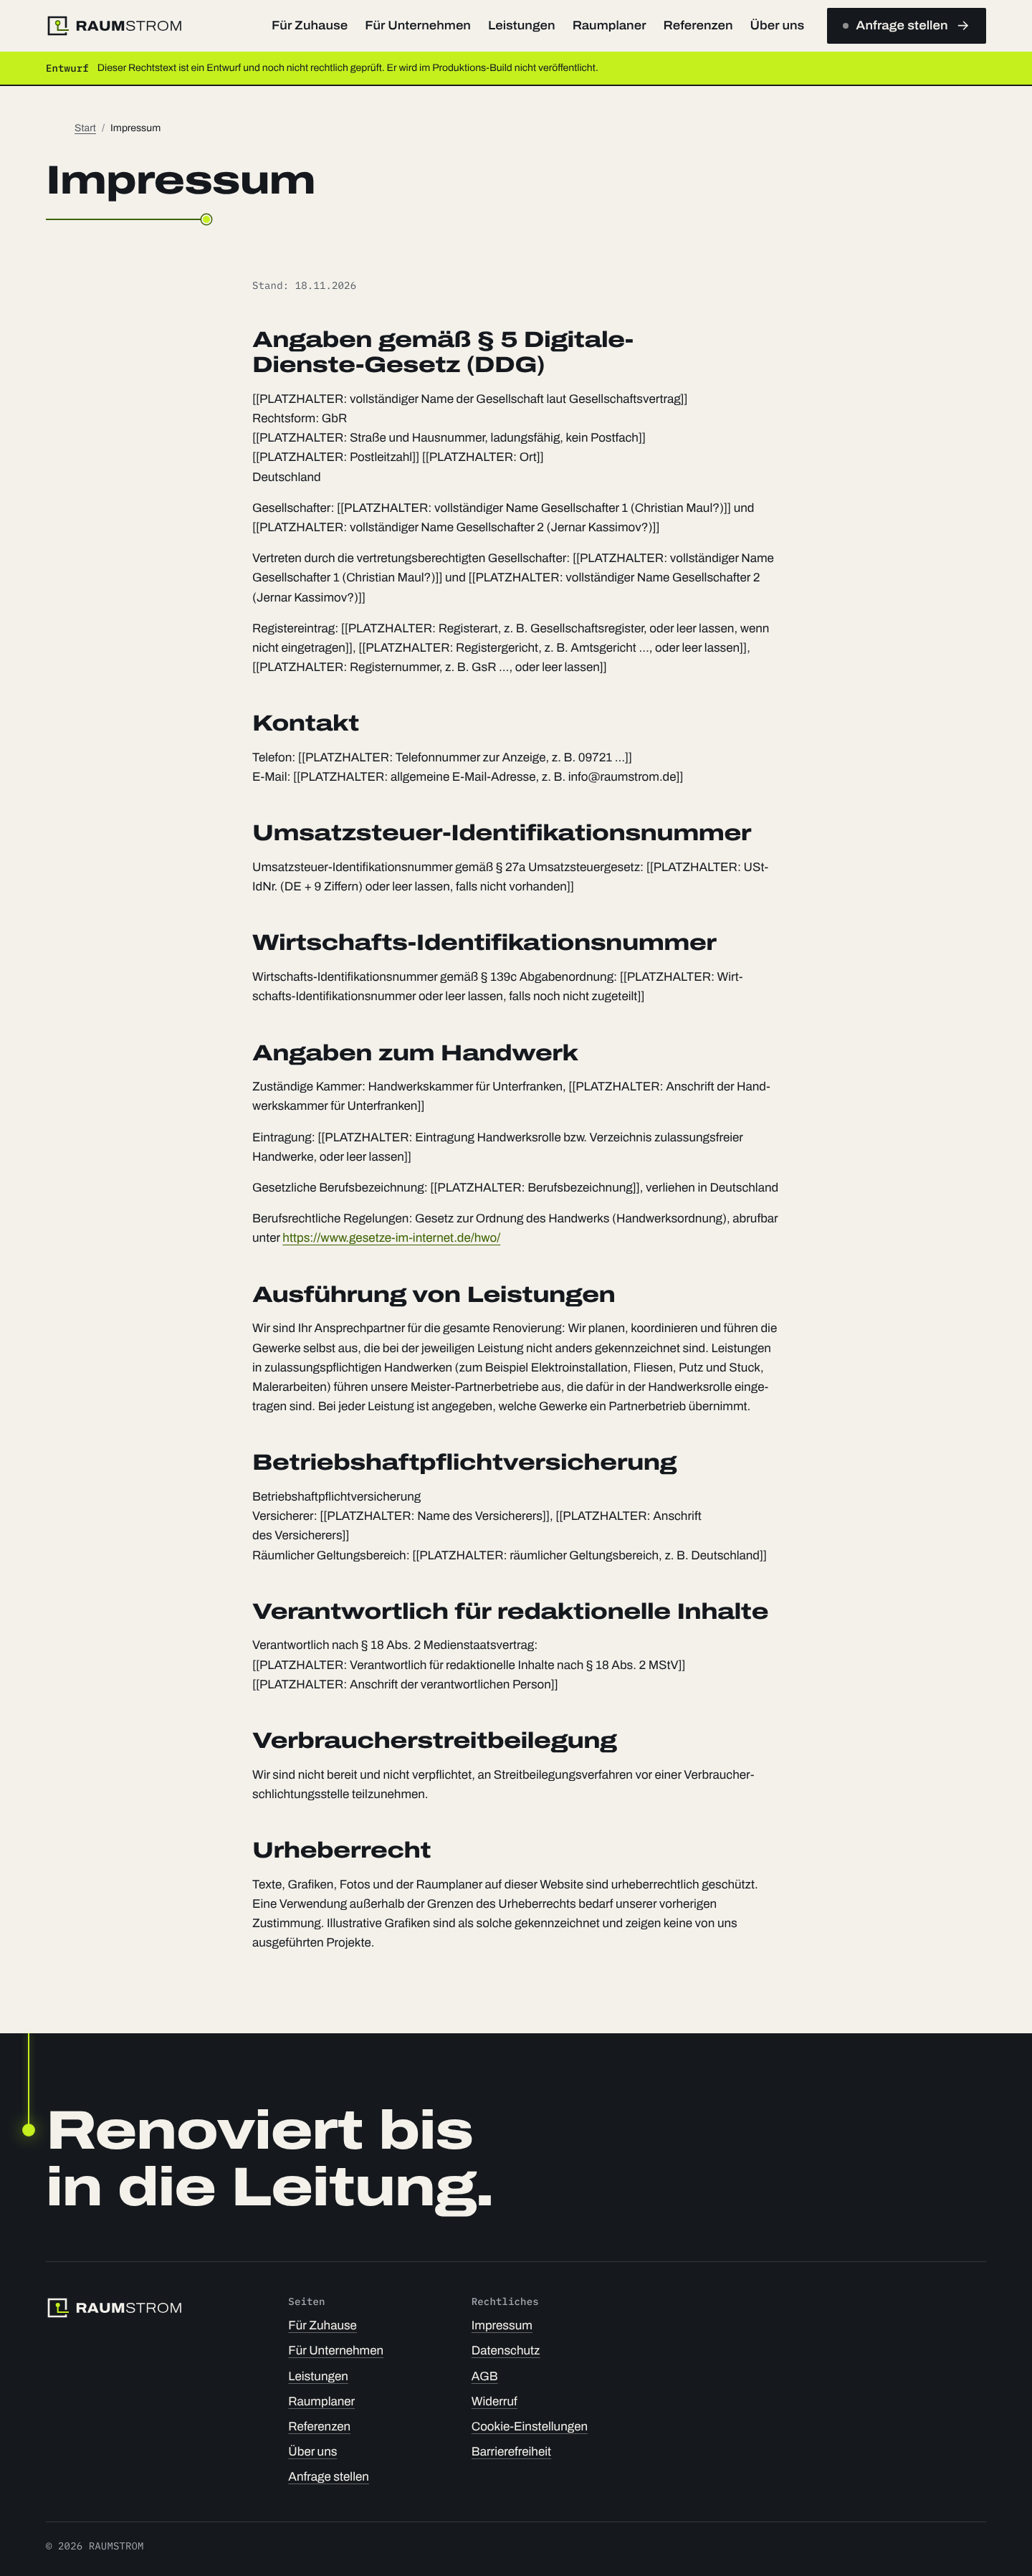 RAUMSTROM
Für Zuhause
Für Unternehmen
Leistungen
Raumplaner
Referenzen
Über uns
Anfrage stellen
Entwurf Dieser Rechtstext ist ein Entwurf und noch nicht rechtlich geprüft. Er wird im Produktions-Build nicht veröffentlicht.
Start / Impressum
Impressum
Stand: 18.11.2026
Angaben gemäß § 5 Digitale-
Dienste-Gesetz (DDG)
[[PLATZHALTER: vollständiger Name der Gesellschaft laut Gesellschaftsvertrag]]
Rechtsform: GbR
[[PLATZHALTER: Straße und Hausnummer, ladungsfähig, kein Postfach]]
[[PLATZHALTER: Postleitzahl]] [[PLATZHALTER: Ort]]
Deutschland
Gesellschafter: [[PLATZHALTER: vollständiger Name Gesellschafter 1 (Christian Maul?)]] und
[[PLATZHALTER: vollständiger Name Gesellschafter 2 (Jernar Kassimov?)]]
Vertreten durch die vertretungsberechtigten Gesellschafter: [[PLATZHALTER: vollständiger Name
Gesellschafter 1 (Christian Maul?)]] und [[PLATZHALTER: vollständiger Name Gesellschafter 2
(Jernar Kassimov?)]]
Registereintrag: [[PLATZHALTER: Registerart, z. B. Gesellschaftsregister, oder leer lassen, wenn
nicht eingetragen]], [[PLATZHALTER: Registergericht, z. B. Amtsgericht …, oder leer lassen]],
[[PLATZHALTER: Registernummer, z. B. GsR …, oder leer lassen]]
Kontakt
Telefon: [[PLATZHALTER: Telefonnummer zur Anzeige, z. B. 09721 …]]
E-Mail: [[PLATZHALTER: allgemeine E-Mail-Adresse, z. B. info@raumstrom.de]]
Umsatzsteuer-Identifikationsnummer
Umsatzsteuer-Identifikationsnummer gemäß § 27a Umsatzsteuergesetz: [[PLATZHALTER: USt-
IdNr. (DE + 9 Ziffern) oder leer lassen, falls nicht vorhanden]]
Wirtschafts-Identifikationsnummer
Wirtschafts-Identifikationsnummer gemäß § 139c Abgabenordnung: [[PLATZHALTER: Wirt-
schafts-Identifikationsnummer oder leer lassen, falls noch nicht zugeteilt]]
Angaben zum Handwerk
Zuständige Kammer: Handwerkskammer für Unterfranken, [[PLATZHALTER: Anschrift der Hand-
werkskammer für Unterfranken]]
Eintragung: [[PLATZHALTER: Eintragung Handwerksrolle bzw. Verzeichnis zulassungsfreier
Handwerke, oder leer lassen]]
Gesetzliche Berufsbezeichnung: [[PLATZHALTER: Berufsbezeichnung]], verliehen in Deutschland
Berufsrechtliche Regelungen: Gesetz zur Ordnung des Handwerks (Handwerksordnung), abrufbar
unter https://www.gesetze-im-internet.de/hwo/
Ausführung von Leistungen
Wir sind Ihr Ansprechpartner für die gesamte Renovierung: Wir planen, koordinieren und führen die
Gewerke selbst aus, die bei der jeweiligen Leistung nicht anders gekennzeichnet sind. Leistungen
in zulassungspflichtigen Handwerken (zum Beispiel Elektroinstallation, Fliesen, Putz und Stuck,
Malerarbeiten) führen unsere Meister-Partnerbetriebe aus, die dafür in der Handwerksrolle einge-
tragen sind. Bei jeder Leistung ist angegeben, welche Gewerke ein Partnerbetrieb übernimmt.
Betriebshaftpflichtversicherung
Betriebshaftpflichtversicherung
Versicherer: [[PLATZHALTER: Name des Versicherers]], [[PLATZHALTER: Anschrift
des Versicherers]]
Räumlicher Geltungsbereich: [[PLATZHALTER: räumlicher Geltungsbereich, z. B. Deutschland]]
Verantwortlich für redaktionelle Inhalte
Verantwortlich nach § 18 Abs. 2 Medienstaatsvertrag:
[[PLATZHALTER: Verantwortlich für redaktionelle Inhalte nach § 18 Abs. 2 MStV]]
[[PLATZHALTER: Anschrift der verantwortlichen Person]]
Verbraucherstreitbeilegung
Wir sind nicht bereit und nicht verpflichtet, an Streitbeilegungsverfahren vor einer Verbraucher-
schlichtungsstelle teilzunehmen.
Urheberrecht
Texte, Grafiken, Fotos und der Raumplaner auf dieser Website sind urheberrechtlich geschützt.
Eine Verwendung außerhalb der Grenzen des Urheberrechts bedarf unserer vorherigen
Zustimmung. Illustrative Grafiken sind als solche gekennzeichnet und zeigen keine von uns
ausgeführten Projekte.
Renoviert bis
in die Leitung.
RAUMSTROM
Seiten
Für Zuhause
Für Unternehmen
Leistungen
Raumplaner
Referenzen
Über uns
Anfrage stellen
Rechtliches
Impressum
Datenschutz
AGB
Widerruf
Cookie-Einstellungen
Barrierefreiheit
© 2026 RAUMSTROM